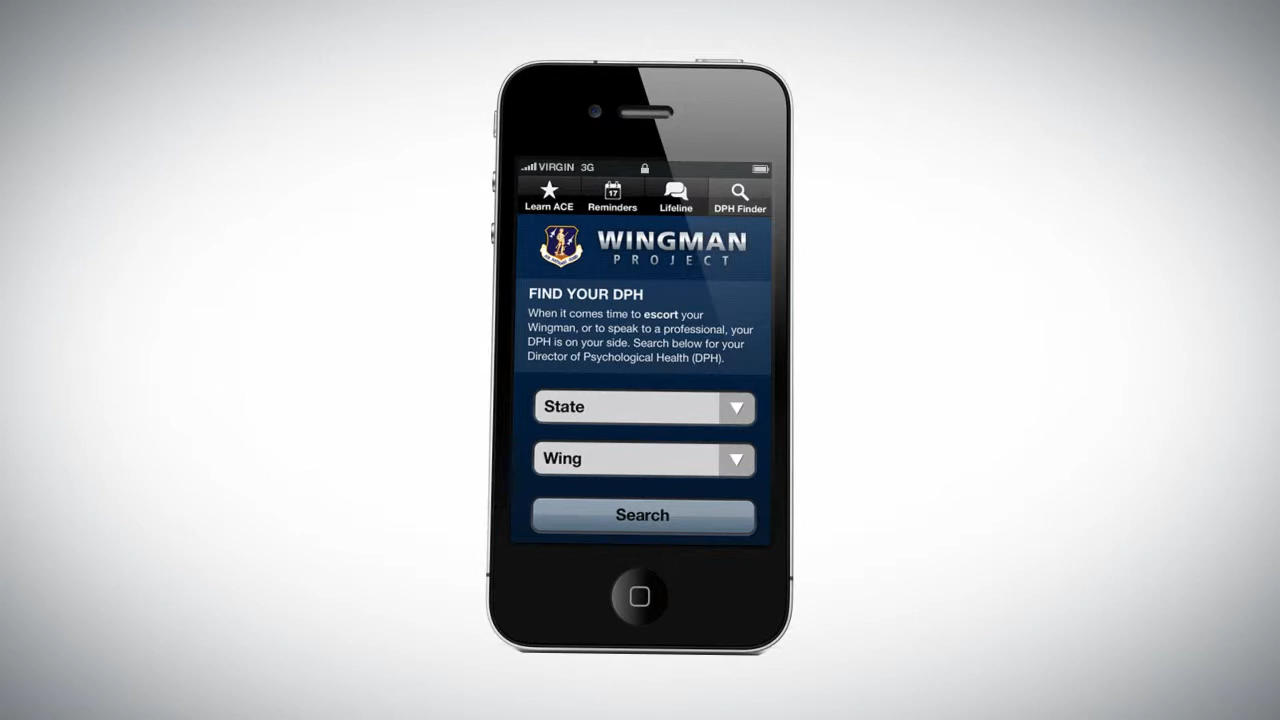 VIRGIN 3G
Learn ACE Reminders Lifeline DPH Finder
17
WINGMAN
PROJECT
FIND YOUR DPH
When it comes time to escort your
Wingman, or to speak to a professional, your
DPH is on your side. Search below for your
Director of Psychological Health (DPH).
State
Wing
Search